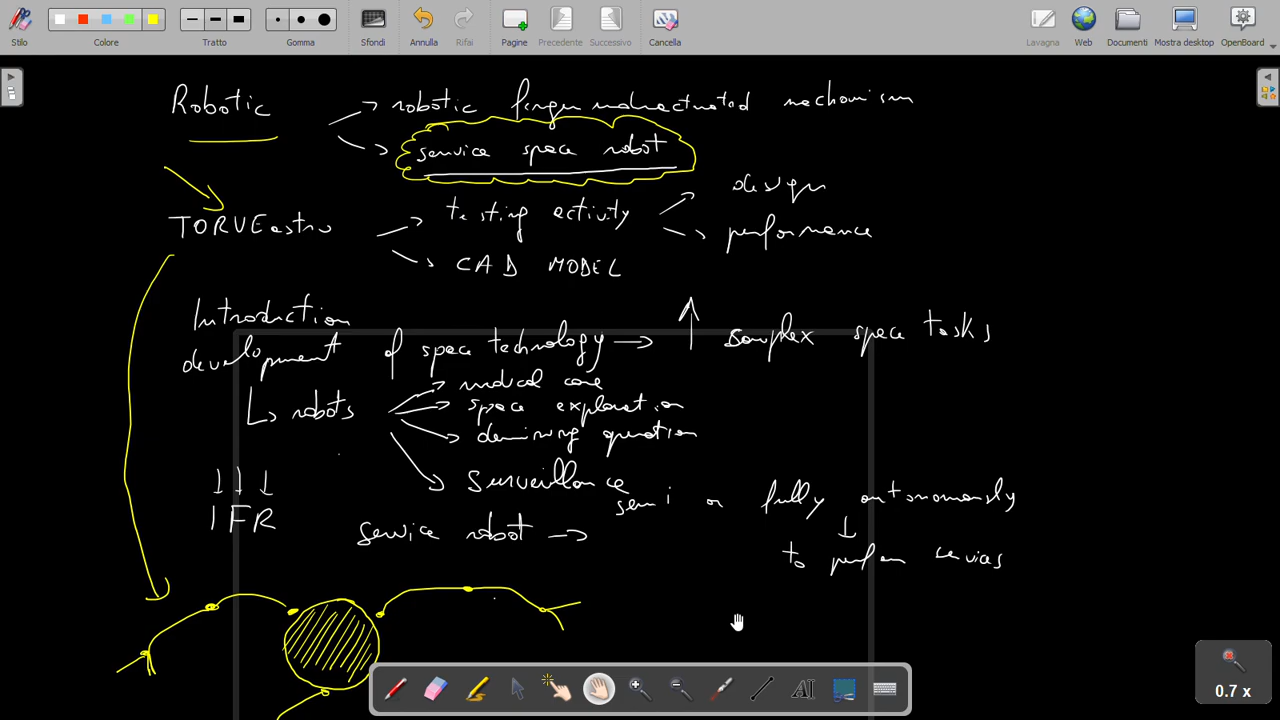 Stilo
Colore
Tratto
Gomma
Sfondi
Annulla
Rifai
Pagine
Precedente
Successivo
Cancella
Lavagna
Web
Documenti
Mostra desktop
OpenBoard
Robotic
robotic finger underactuated mechanism
service space robot
TORVEastro
testing activity
design
performance
CAD MODEL
Introduction
development of space technology → ↑ complex space tasks
robots
medical care
space exploration
demining operation
surveillance
IFR
service robot →
semi or fully autonomously
to perform services
0.7 x